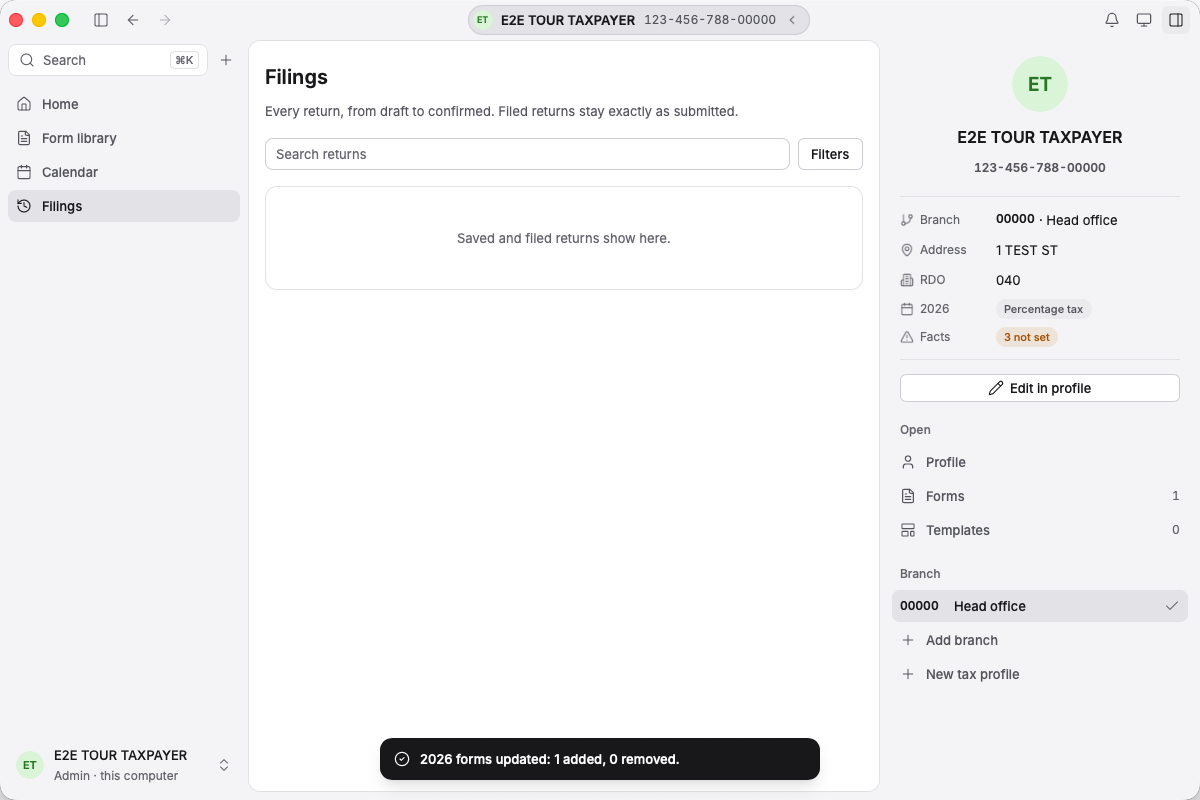 ET E2E TOUR TAXPAYER 123-456-788-00000
Search ⌘K
Home
Form library
Calendar
Filings
Filings
Every return, from draft to confirmed. Filed returns stay exactly as submitted.
Search returns
Filters
Saved and filed returns show here.
ET
E2E TOUR TAXPAYER
123-456-788-00000
Branch 00000 · Head office
Address 1 TEST ST
RDO 040
2026 Percentage tax
Facts 3 not set
Edit in profile
Open
Profile
Forms 1
Templates 0
Branch
00000 Head office
Add branch
New tax profile
ET E2E TOUR TAXPAYER
Admin · this computer
2026 forms updated: 1 added, 0 removed.